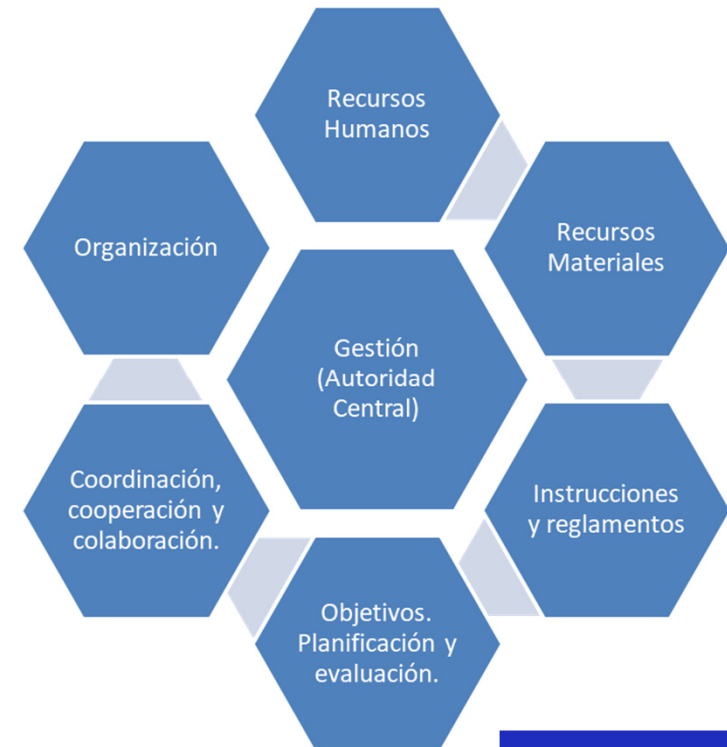 Recursos
Humanos
Organización
Recursos
Materiales
Gestión
(Autoridad
Central)
Coordinación,
cooperación y
colaboración.
Instrucciones
y reglamentos
Objetivos.
Planificación y
evaluación.